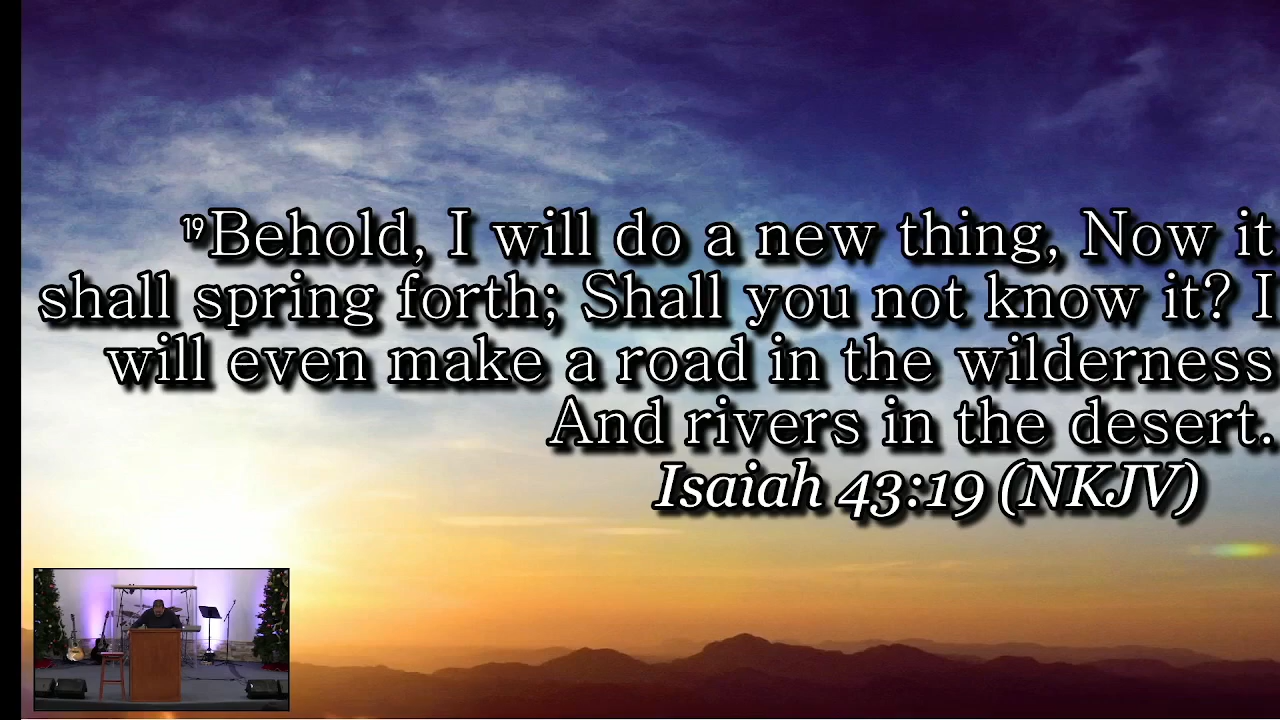 19Behold, I will do a new thing, Now it
shall spring forth; Shall you not know it? I
will even make a road in the wilderness
And rivers in the desert.
Isaiah 43:19 (NKJV)